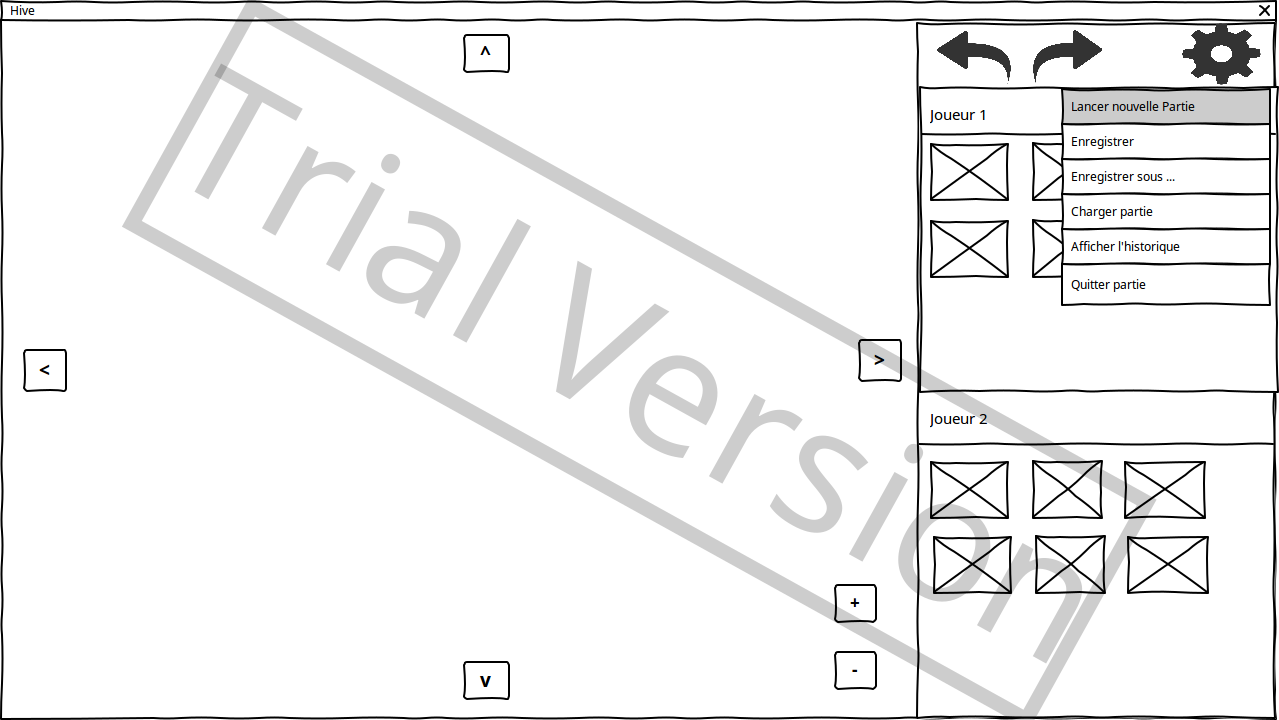 Hive
^
Joueur 1
Lancer nouvelle Partie
Enregistrer
Enregistrer sous ...
Charger partie
Afficher l'historique
Quitter partie
<
>
Joueur 2
+
-
v
Trial Version